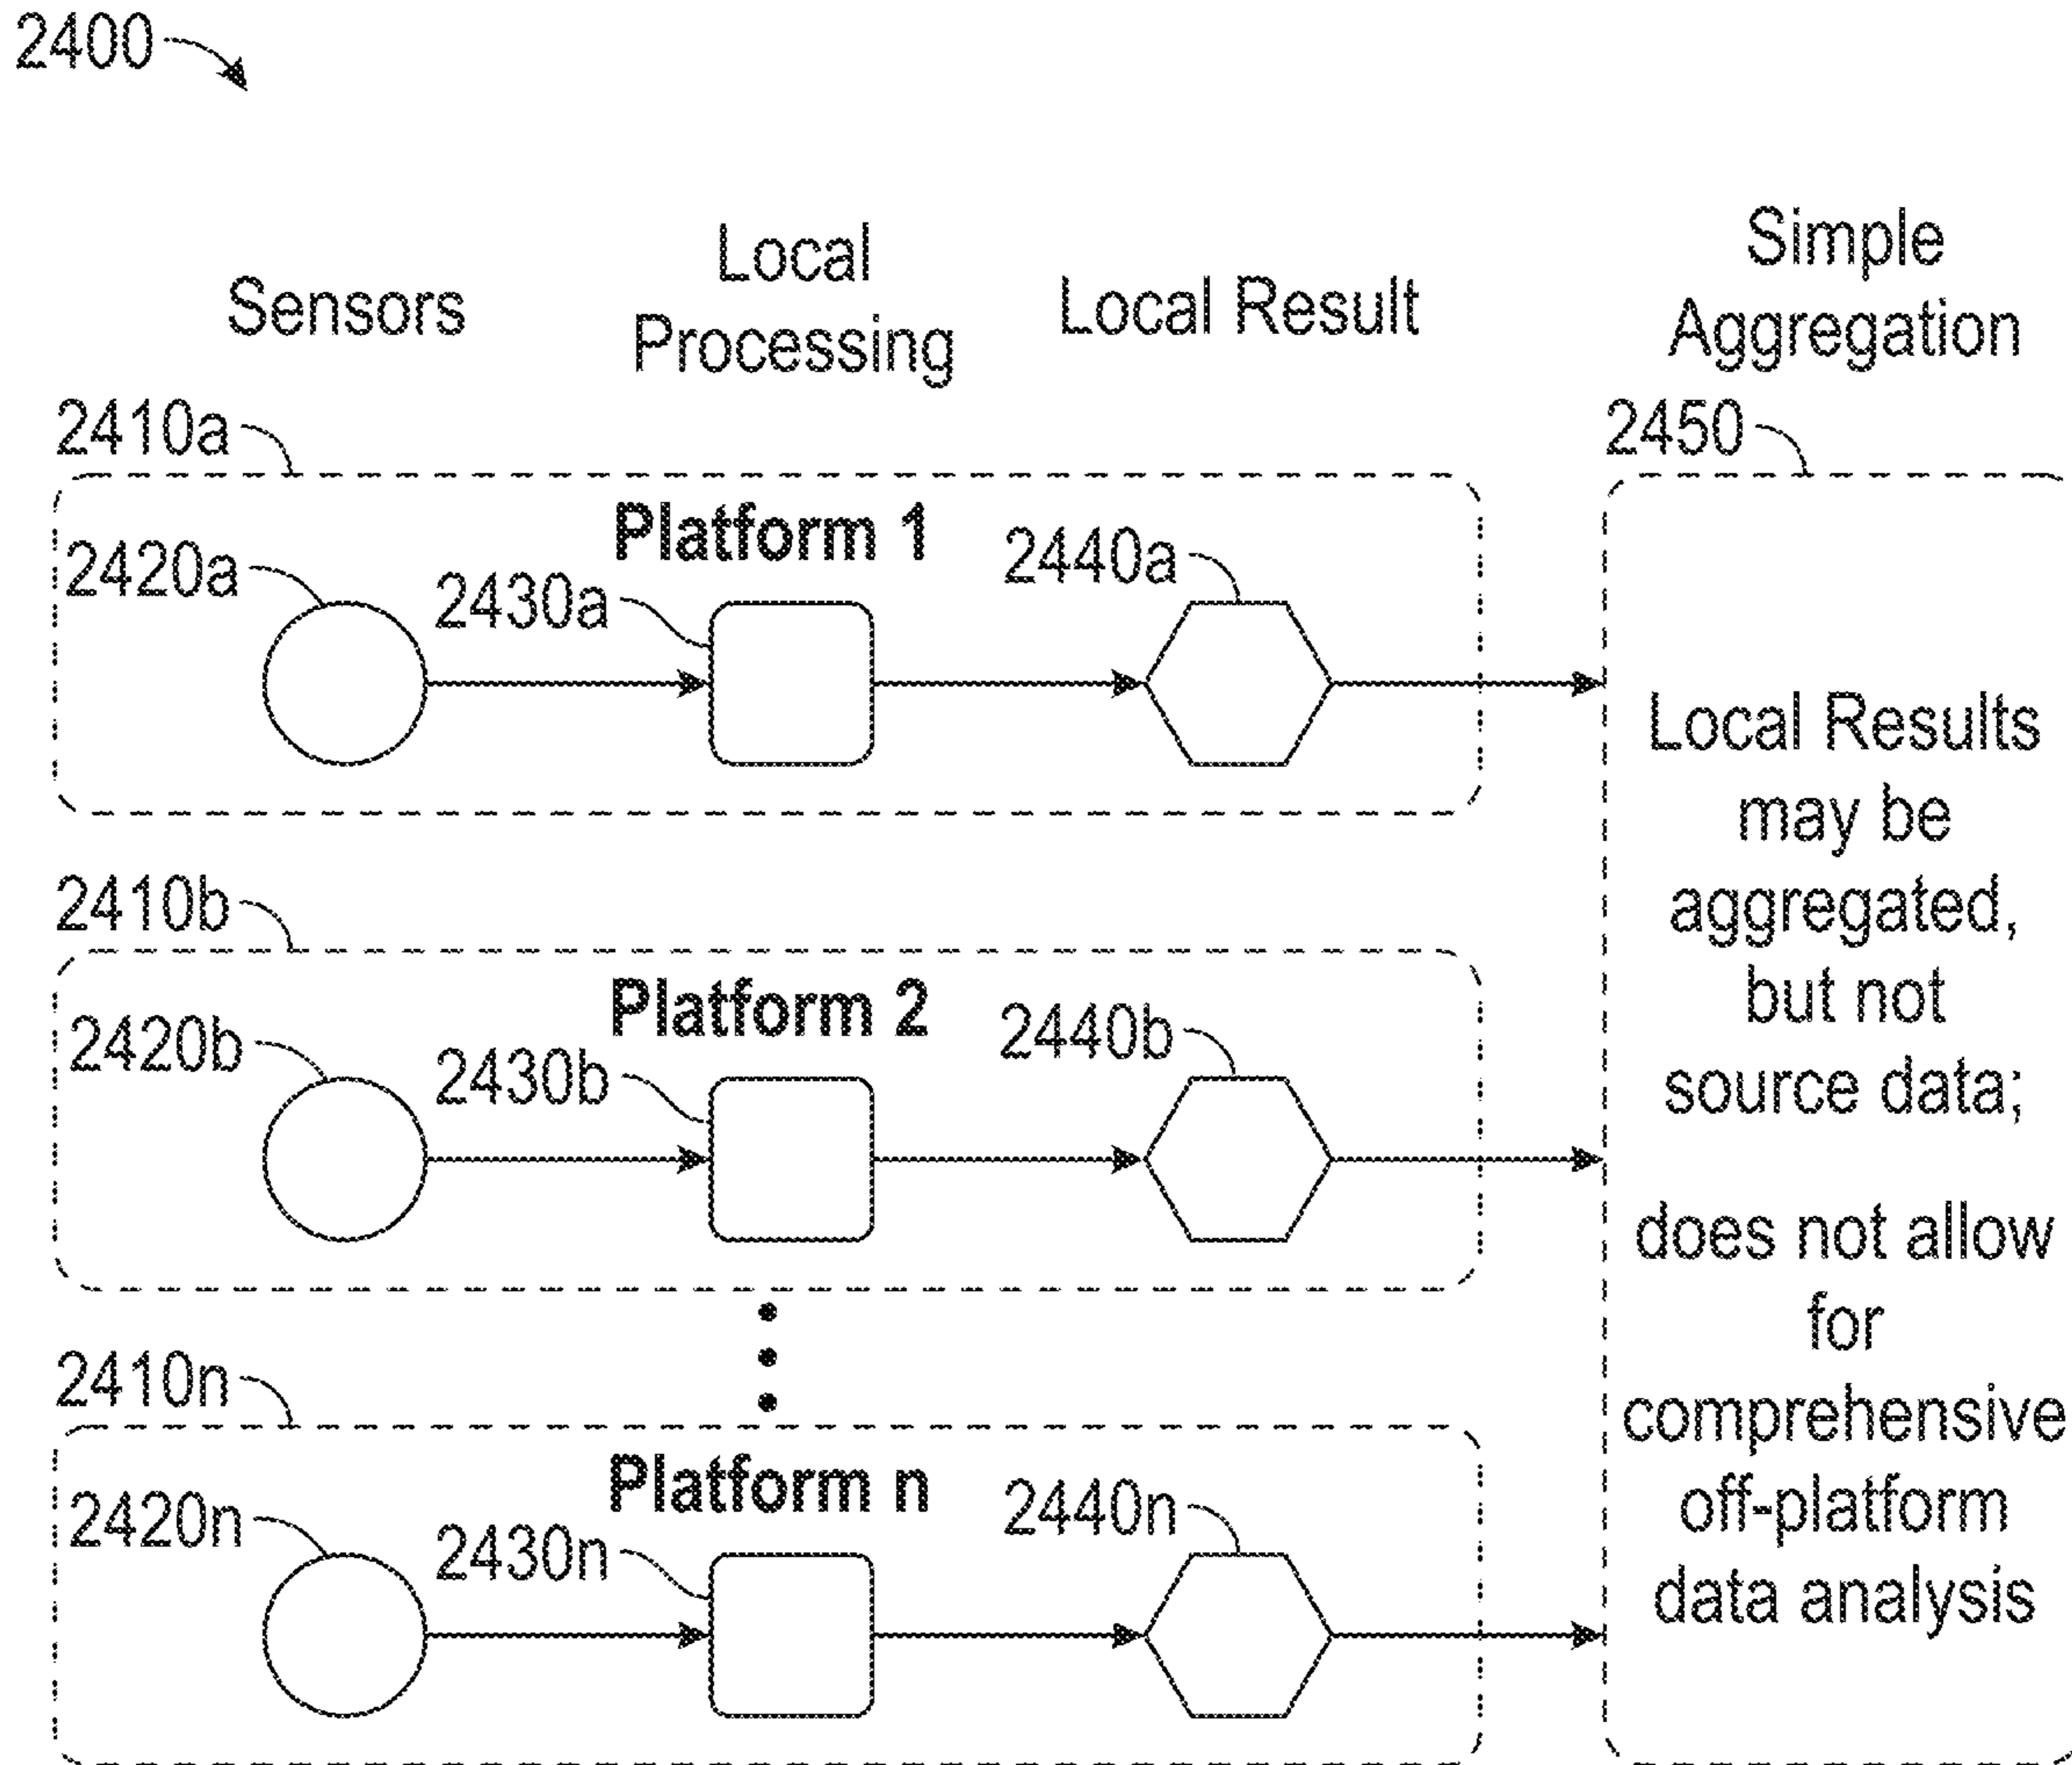 2400
Sensors
Local
Processing
Local Result
Simple
Aggregation
2410a
2450
Platform 1
2420a
2430a
2440a
2410b
Platform 2
2420b
2430b
2440b
2410n
Platform n
2420n
2430n
2440n
Local Results
may be
aggregated,
but not
source data;
does not allow
for
comprehensive
off-platform
data analysis